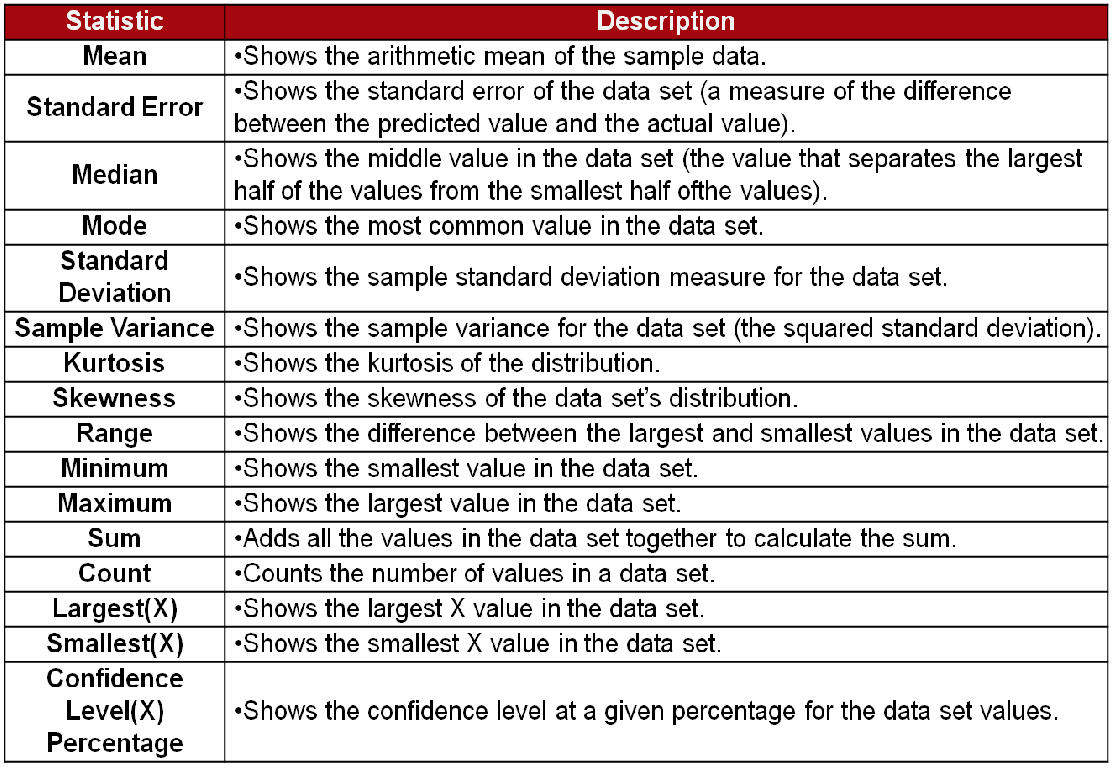 Statistic Description
Mean •Shows the arithmetic mean of the sample data.
Standard Error •Shows the standard error of the data set (a measure of the difference
between the predicted value and the actual value).
Median •Shows the middle value in the data set (the value that separates the largest
half of the values from the smallest half ofthe values).
Mode •Shows the most common value in the data set.
Standard
Deviation •Shows the sample standard deviation measure for the data set.
Sample Variance •Shows the sample variance for the data set (the squared standard deviation).
Kurtosis •Shows the kurtosis of the distribution.
Skewness •Shows the skewness of the data set’s distribution.
Range •Shows the difference between the largest and smallest values in the data set.
Minimum •Shows the smallest value in the data set.
Maximum •Shows the largest value in the data set.
Sum •Adds all the values in the data set together to calculate the sum.
Count •Counts the number of values in a data set.
Largest(X) •Shows the largest X value in the data set.
Smallest(X) •Shows the smallest X value in the data set.
Confidence
Level(X)
Percentage •Shows the confidence level at a given percentage for the data set values.